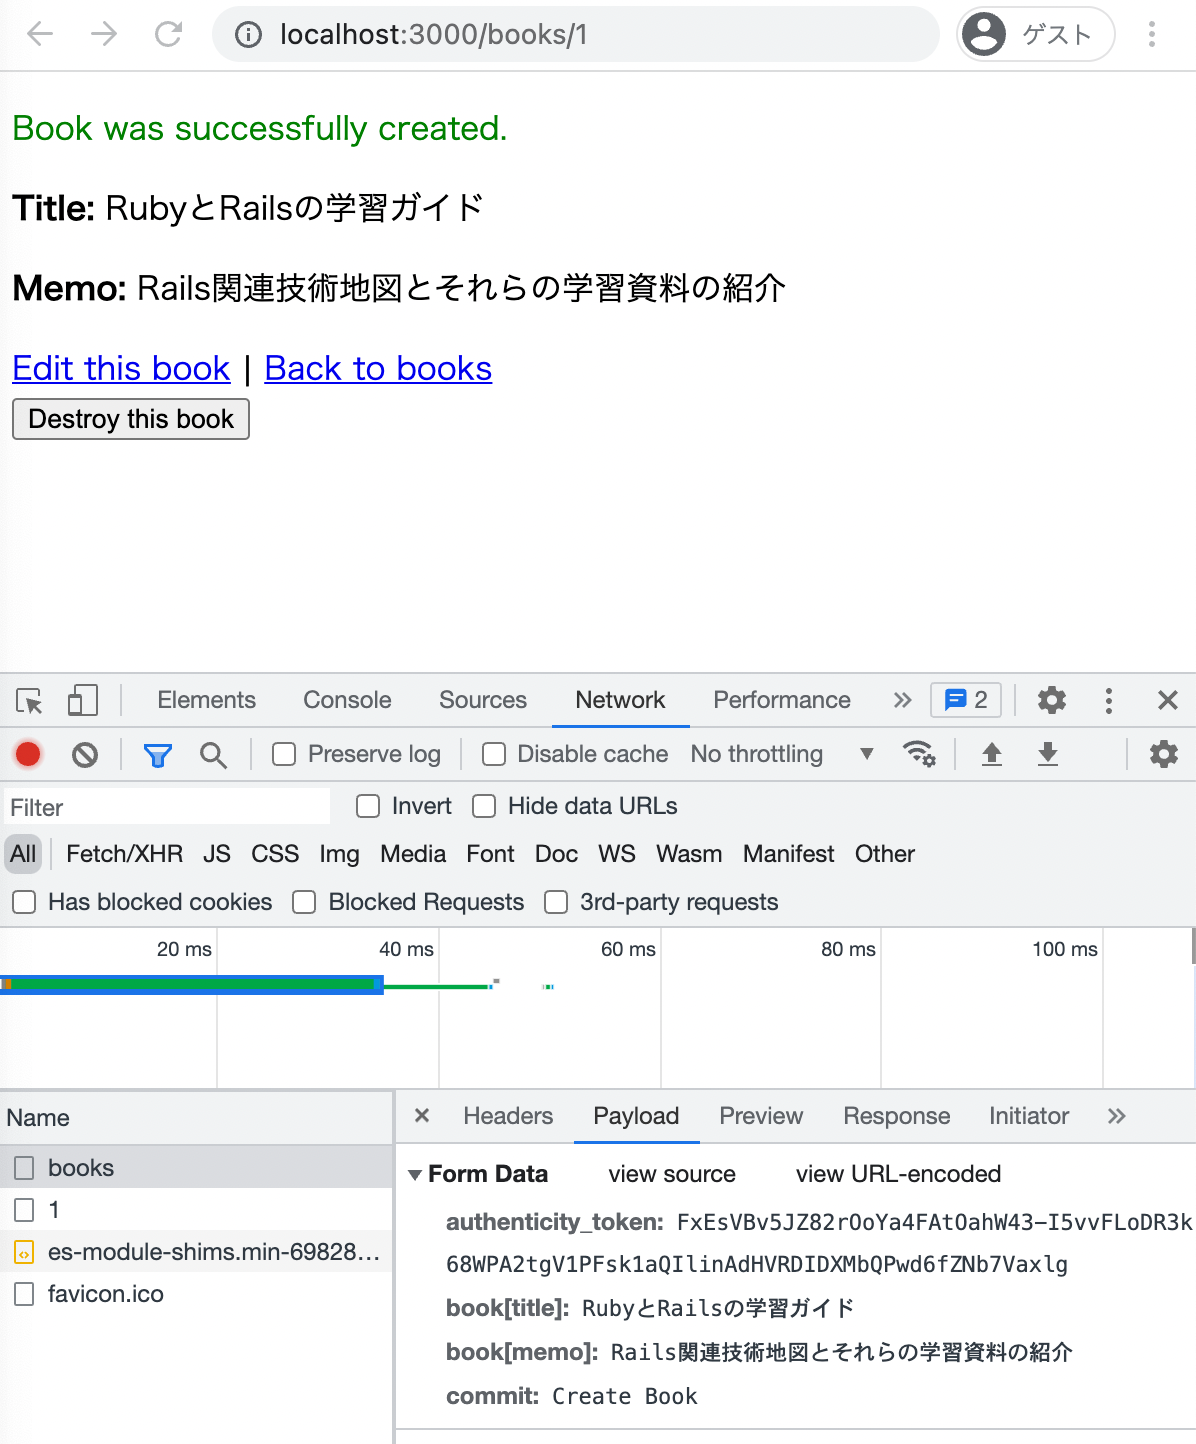 localhost:3000/books/1
ゲスト
Book was successfully created.
Title: RubyとRailsの学習ガイド
Memo: Rails関連技術地図とそれらの学習資料の紹介
Edit this book | Back to books
Destroy this book
Elements Console Sources Network Performance » 2
Preserve log Disable cache No throttling
Filter Invert Hide data URLs
All Fetch/XHR JS CSS Img Media Font Doc WS Wasm Manifest Other
Has blocked cookies Blocked Requests 3rd-party requests
20 ms 40 ms 60 ms 80 ms 100 ms
Name
books
1
es-module-shims.min-69828...
favicon.ico
× Headers Payload Preview Response Initiator »
Form Data view source view URL-encoded
authenticity_token: FxEsVBv5JZ82rOoYa4FAtOahW43-I5vvFLoDR3k
68WPA2tgV1PFsk1aQIlinAdHVRDIDXMbQPwd6fZNb7Vaxlg
book[title]: RubyとRailsの学習ガイド
book[memo]: Rails関連技術地図とそれらの学習資料の紹介
commit: Create Book